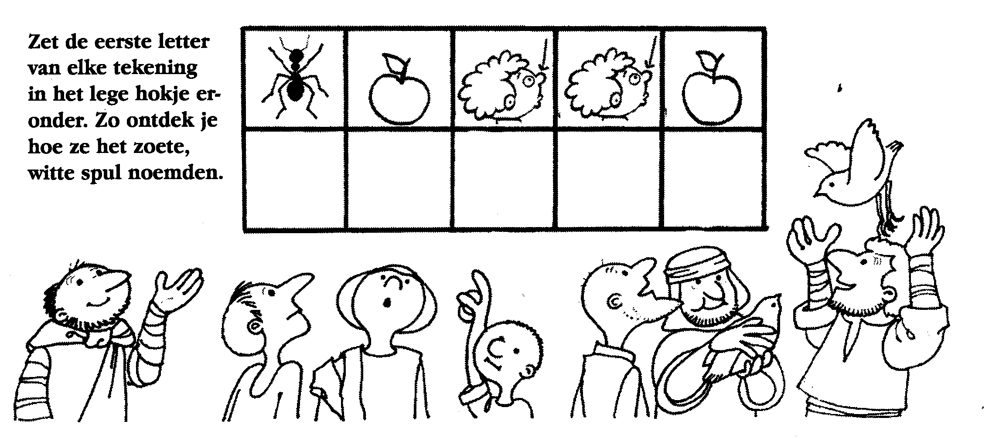 Zet de eerste letter
van elke tekening
in het lege hokje er-
onder. Zo ontdek je
hoe ze het zoete,
witte spul noemden.